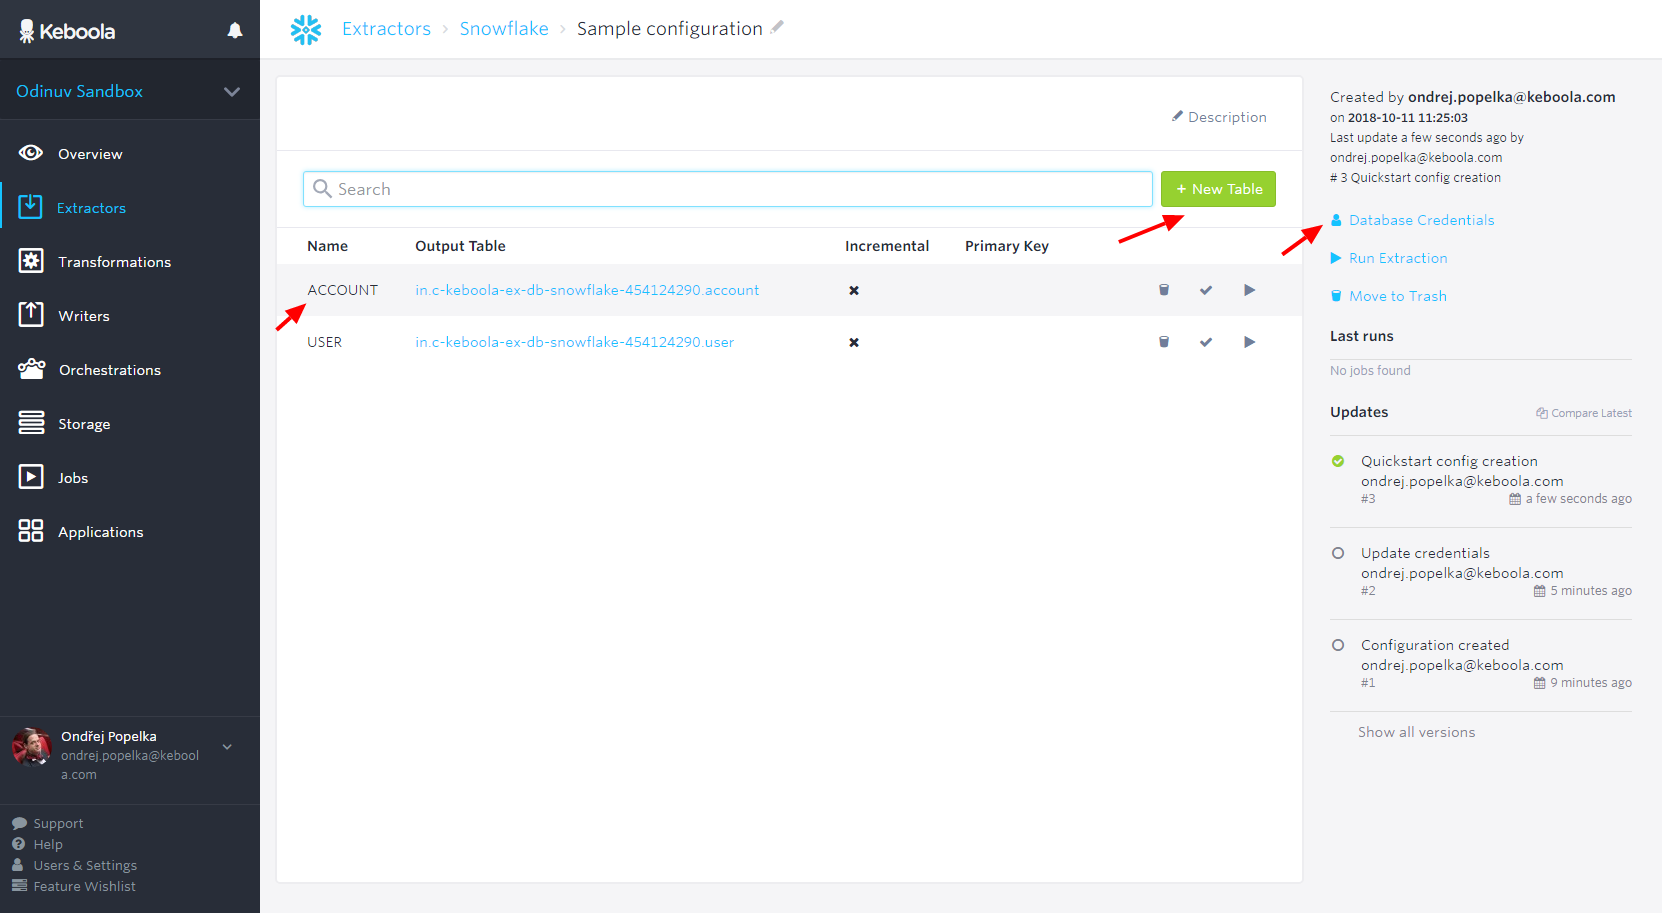 Keboola
Odinuv Sandbox
Overview
Extractors
Transformations
Writers
Orchestrations
Storage
Jobs
Applications
Ondřej Popelka
ondrej.popelka@kebool
a.com
Support
Help
Users & Settings
Feature Wishlist
Extractors › Snowflake › Sample configuration
Description
Search
+ New Table
Name Output Table Incremental Primary Key
ACCOUNT in.c-keboola-ex-db-snowflake-454124290.account
USER in.c-keboola-ex-db-snowflake-454124290.user
Created by ondrej.popelka@keboola.com
on 2018-10-11 11:25:03
Last update a few seconds ago by
ondrej.popelka@keboola.com
# 3 Quickstart config creation
Database Credentials
Run Extraction
Move to Trash
Last runs
No jobs found
Updates Compare Latest
Quickstart config creation
ondrej.popelka@keboola.com
#3 a few seconds ago
Update credentials
ondrej.popelka@keboola.com
#2 5 minutes ago
Configuration created
ondrej.popelka@keboola.com
#1 9 minutes ago
Show all versions